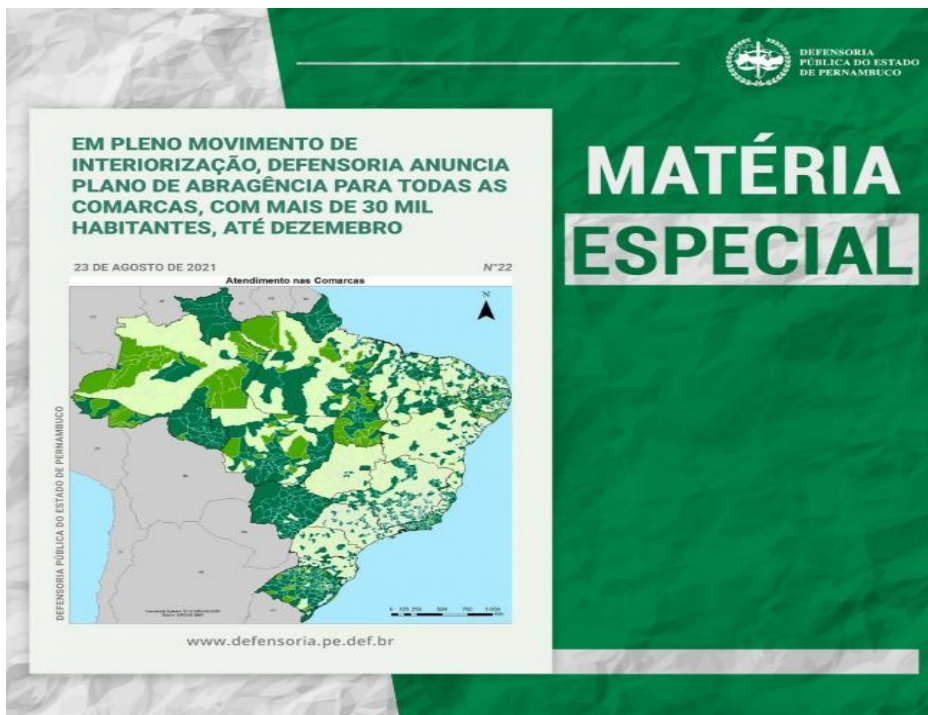 DEFENSORIA
PÚBLICA DO ESTADO
DE PERNAMBUCO
EM PLENO MOVIMENTO DE
INTERIORIZAÇÃO, DEFENSORIA ANUNCIA
PLANO DE ABRAGÊNCIA PARA TODAS AS
COMARCAS, COM MAIS DE 30 MIL
HABITANTES, ATÉ DEZEMEBRO
MATÉRIA
ESPECIAL
23 DE AGOSTO DE 2021 N°22
Atendimento nas Comarcas
N
DEFENSORIA PÚBLICA DO ESTADO DE PERNAMBUCO
www.defensoria.pe.def.br